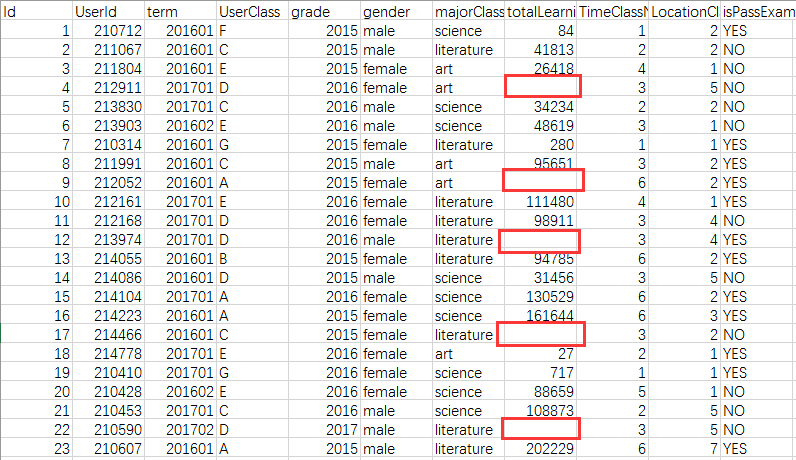 Id UserId term UserClass grade gender majorClass totalLearni TimeClassN LocationCl isPassExam
1 210712 201601 F 2015 male science 84 1 2 YES
2 211067 201601 C 2015 male literature 41813 2 2 NO
3 211804 201601 E 2015 female art 26418 4 1 NO
4 212911 201701 D 2016 female art 3 5 NO
5 213830 201701 C 2016 male science 34234 2 2 NO
6 213903 201602 E 2016 male science 48619 3 1 NO
7 210314 201601 G 2015 female literature 280 1 1 YES
8 211991 201601 C 2015 male art 95651 3 2 YES
9 212052 201601 A 2015 female art 6 2 YES
10 212161 201701 E 2016 female literature 111480 4 1 YES
11 212168 201701 D 2016 female literature 98911 3 4 NO
12 213974 201701 D 2016 male literature 3 4 YES
13 214055 201601 B 2015 female literature 94785 6 2 YES
14 214086 201601 D 2015 male science 31456 3 5 NO
15 214104 201701 A 2016 female science 130529 6 2 YES
16 214223 201601 A 2015 female science 161644 6 3 YES
17 214466 201601 C 2015 male literature 3 2 NO
18 214778 201701 E 2016 female art 27 2 1 YES
19 210410 201701 G 2016 female science 717 1 1 YES
20 210428 201602 E 2016 female science 88659 5 1 NO
21 210453 201701 C 2016 male science 108873 2 5 NO
22 210590 201702 D 2017 male literature 3 5 NO
23 210607 201601 A 2015 male literature 202229 6 7 YES